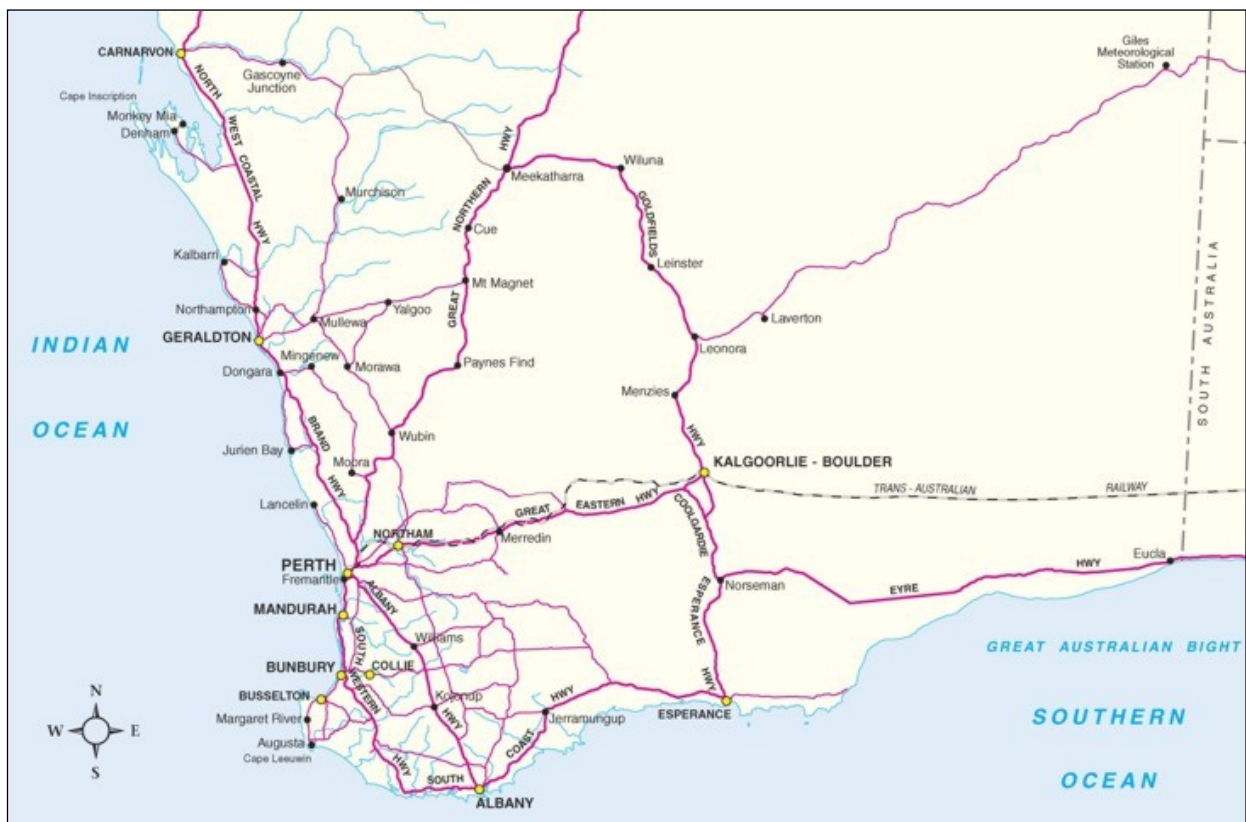 CARNARVON
Gascoyne
Junction
Giles
Meteorological
Station
Cape Inscription
Monkey Mia
Denham
NORTH
WEST COASTAL
HWY
HWY
NORTHERN
GREAT
Meekatharra
Wiluna
GOLDFIELDS
HWY
Murchison
Cue
Kalbarri
Leinster
Mt Magnet
Northampton
Yalgoo
Mullewa
Laverton
GERALDTON
Leonora
Mingenew
Morawa
Dongara
Paynes Find
Menzies
INDIAN
OCEAN
SOUTH AUSTRALIA
BRAND
HWY
Wubin
Jurien Bay
Moora
KALGOORLIE - BOULDER
TRANS - AUSTRALIAN
RAILWAY
Lancelin
GREAT
EASTERN
HWY
COOLGARDIE
ESPERANCE
HWY
NORTHAM
Merredin
Eucla
PERTH
Fremantle
ALBANY
HWY
Norseman
EYRE
HWY
MANDURAH
Williams
SOUTH
WESTERN
HWY
GREAT AUSTRALIAN BIGHT
BUNBURY
COLLIE
BUSSELTON
Kojonup
HWY
ESPERANCE
Margaret River
Jerramungup
SOUTHERN
OCEAN
N
W
E
S
Augusta
Cape Leeuwin
SOUTH
COAST
ALBANY